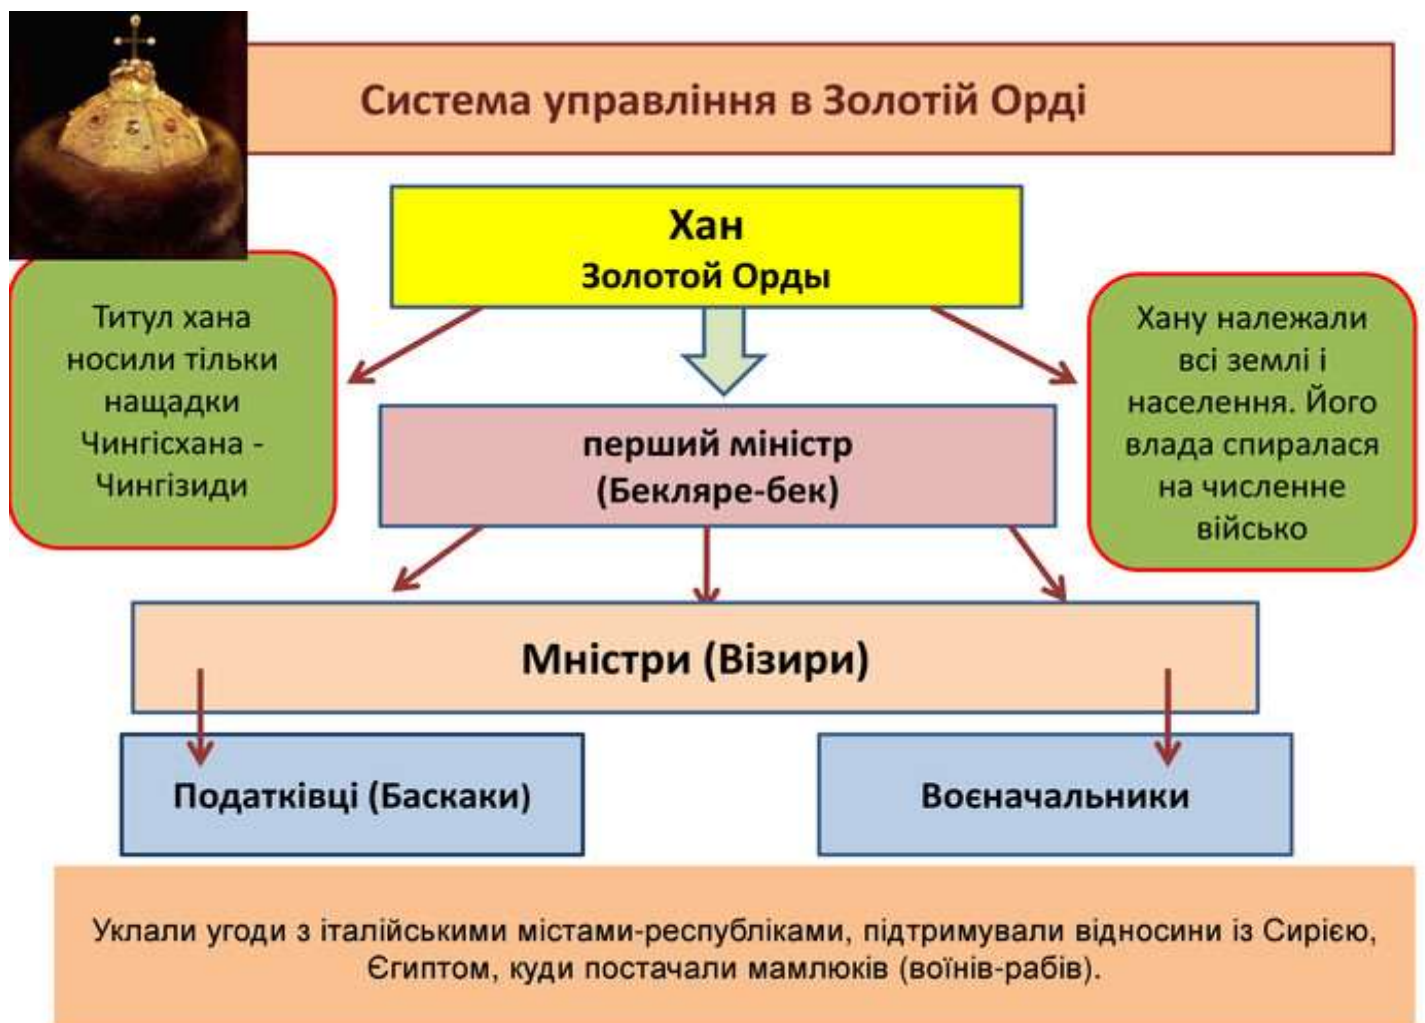 Система управління в Золотій Орді
Хан
Золотой Орды
Титул хана
носили тільки
нащадки
Чингісхана -
Чингізиди
Хану належали
всі землі і
населення. Його
влада спиралася
на численне
військо
перший міністр
(Бекляре-бек)
Мністри (Візири)
Податківці (Баскаки)
Воєначальники
Уклали угоди з італійськими містами-республіками, підтримували відносини із Сирією,
Єгиптом, куди постачали мамлюків (воїнів-рабів).